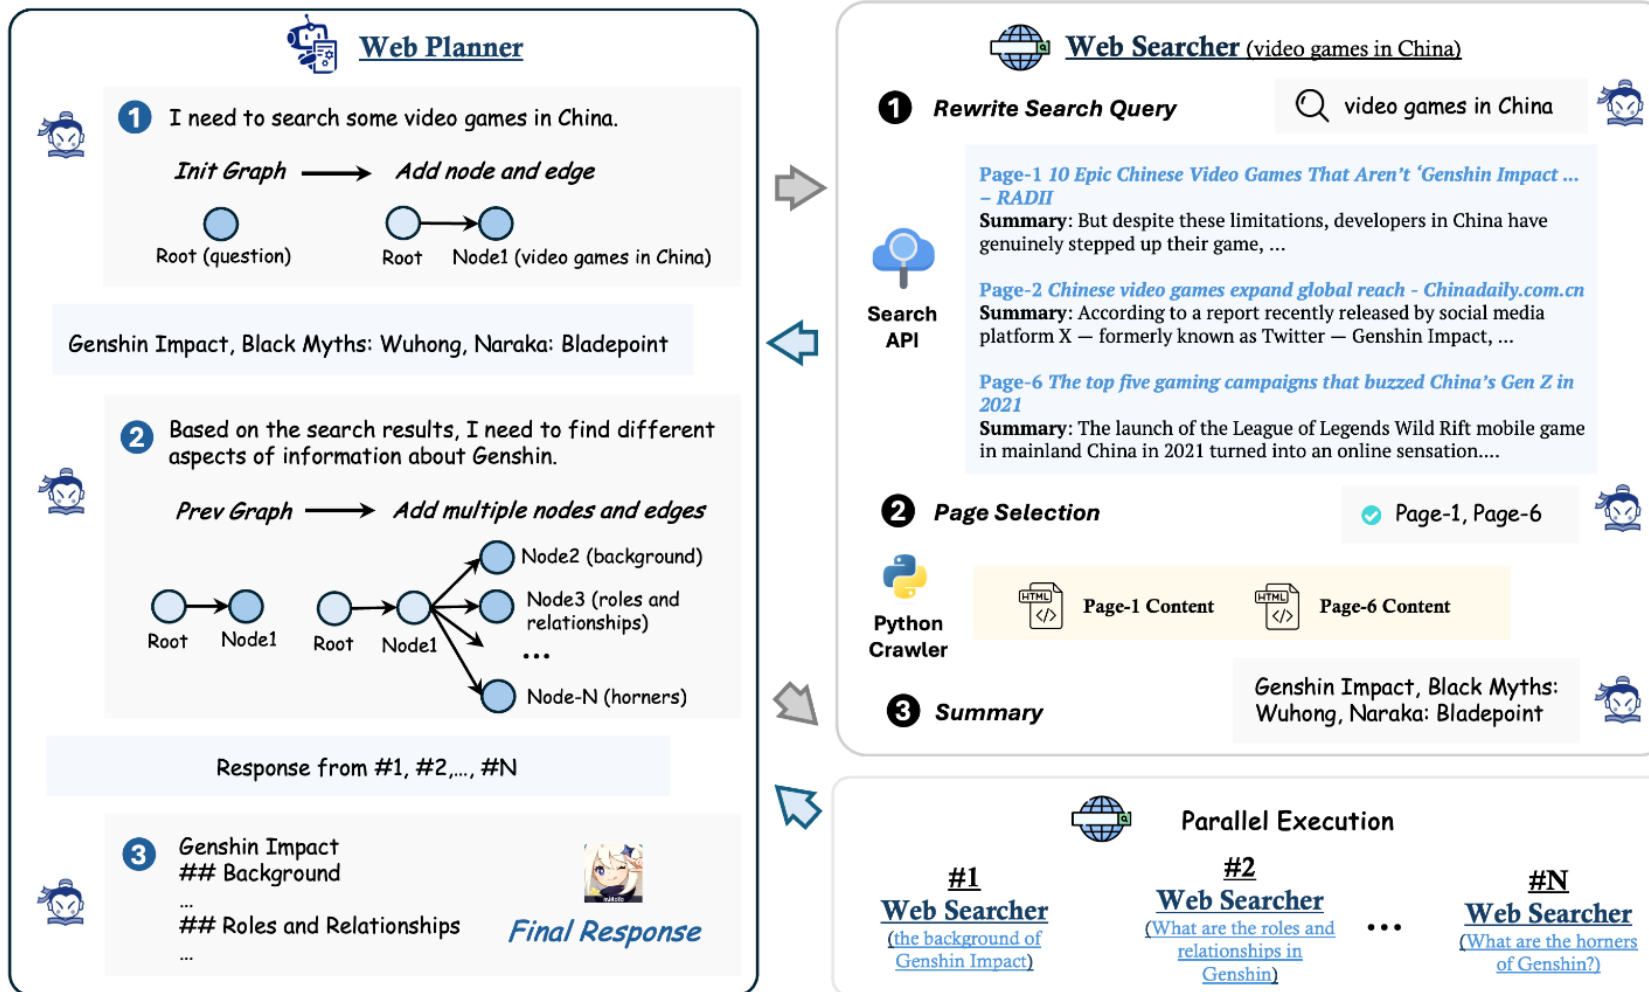 Web Planner
1 I need to search some video games in China.
Init Graph Add node and edge
Root (question) Root Node1 (video games in China)
Genshin Impact, Black Myths: Wuhong, Naraka: Bladepoint
2 Based on the search results, I need to find different
aspects of information about Genshin.
Prev Graph Add multiple nodes and edges
Node2 (background)
Node3 (roles and
relationships)
Root Node1 Root Node1
...
Node-N (horners)
Response from #1, #2,..., #N
3 Genshin Impact
## Background
...
## Roles and Relationships
...
Final Response
Web Searcher (video games in China)
1 Rewrite Search Query
video games in China
Search
API
Page-1 10 Epic Chinese Video Games That Aren't ‘Genshin Impact ...
– RADII
Summary: But despite these limitations, developers in China have
genuinely stepped up their game, ...
Page-2 Chinese video games expand global reach - Chinadaily.com.cn
Summary: According to a report recently released by social media
platform X — formerly known as Twitter — Genshin Impact, ...
Page-6 The top five gaming campaigns that buzzed China's Gen Z in
2021
Summary: The launch of the League of Legends Wild Rift mobile game
in mainland China in 2021 turned into an online sensation....
2 Page Selection
Page-1, Page-6
Python
Crawler
HTML Page-1 Content HTML Page-6 Content
3 Summary
Genshin Impact, Black Myths:
Wuhong, Naraka: Bladepoint
Parallel Execution
#1
Web Searcher
(the background of
Genshin Impact)
#2
Web Searcher
(What are the roles and
relationships in
Genshin)
...
#N
Web Searcher
(What are the horners
of Genshin?)